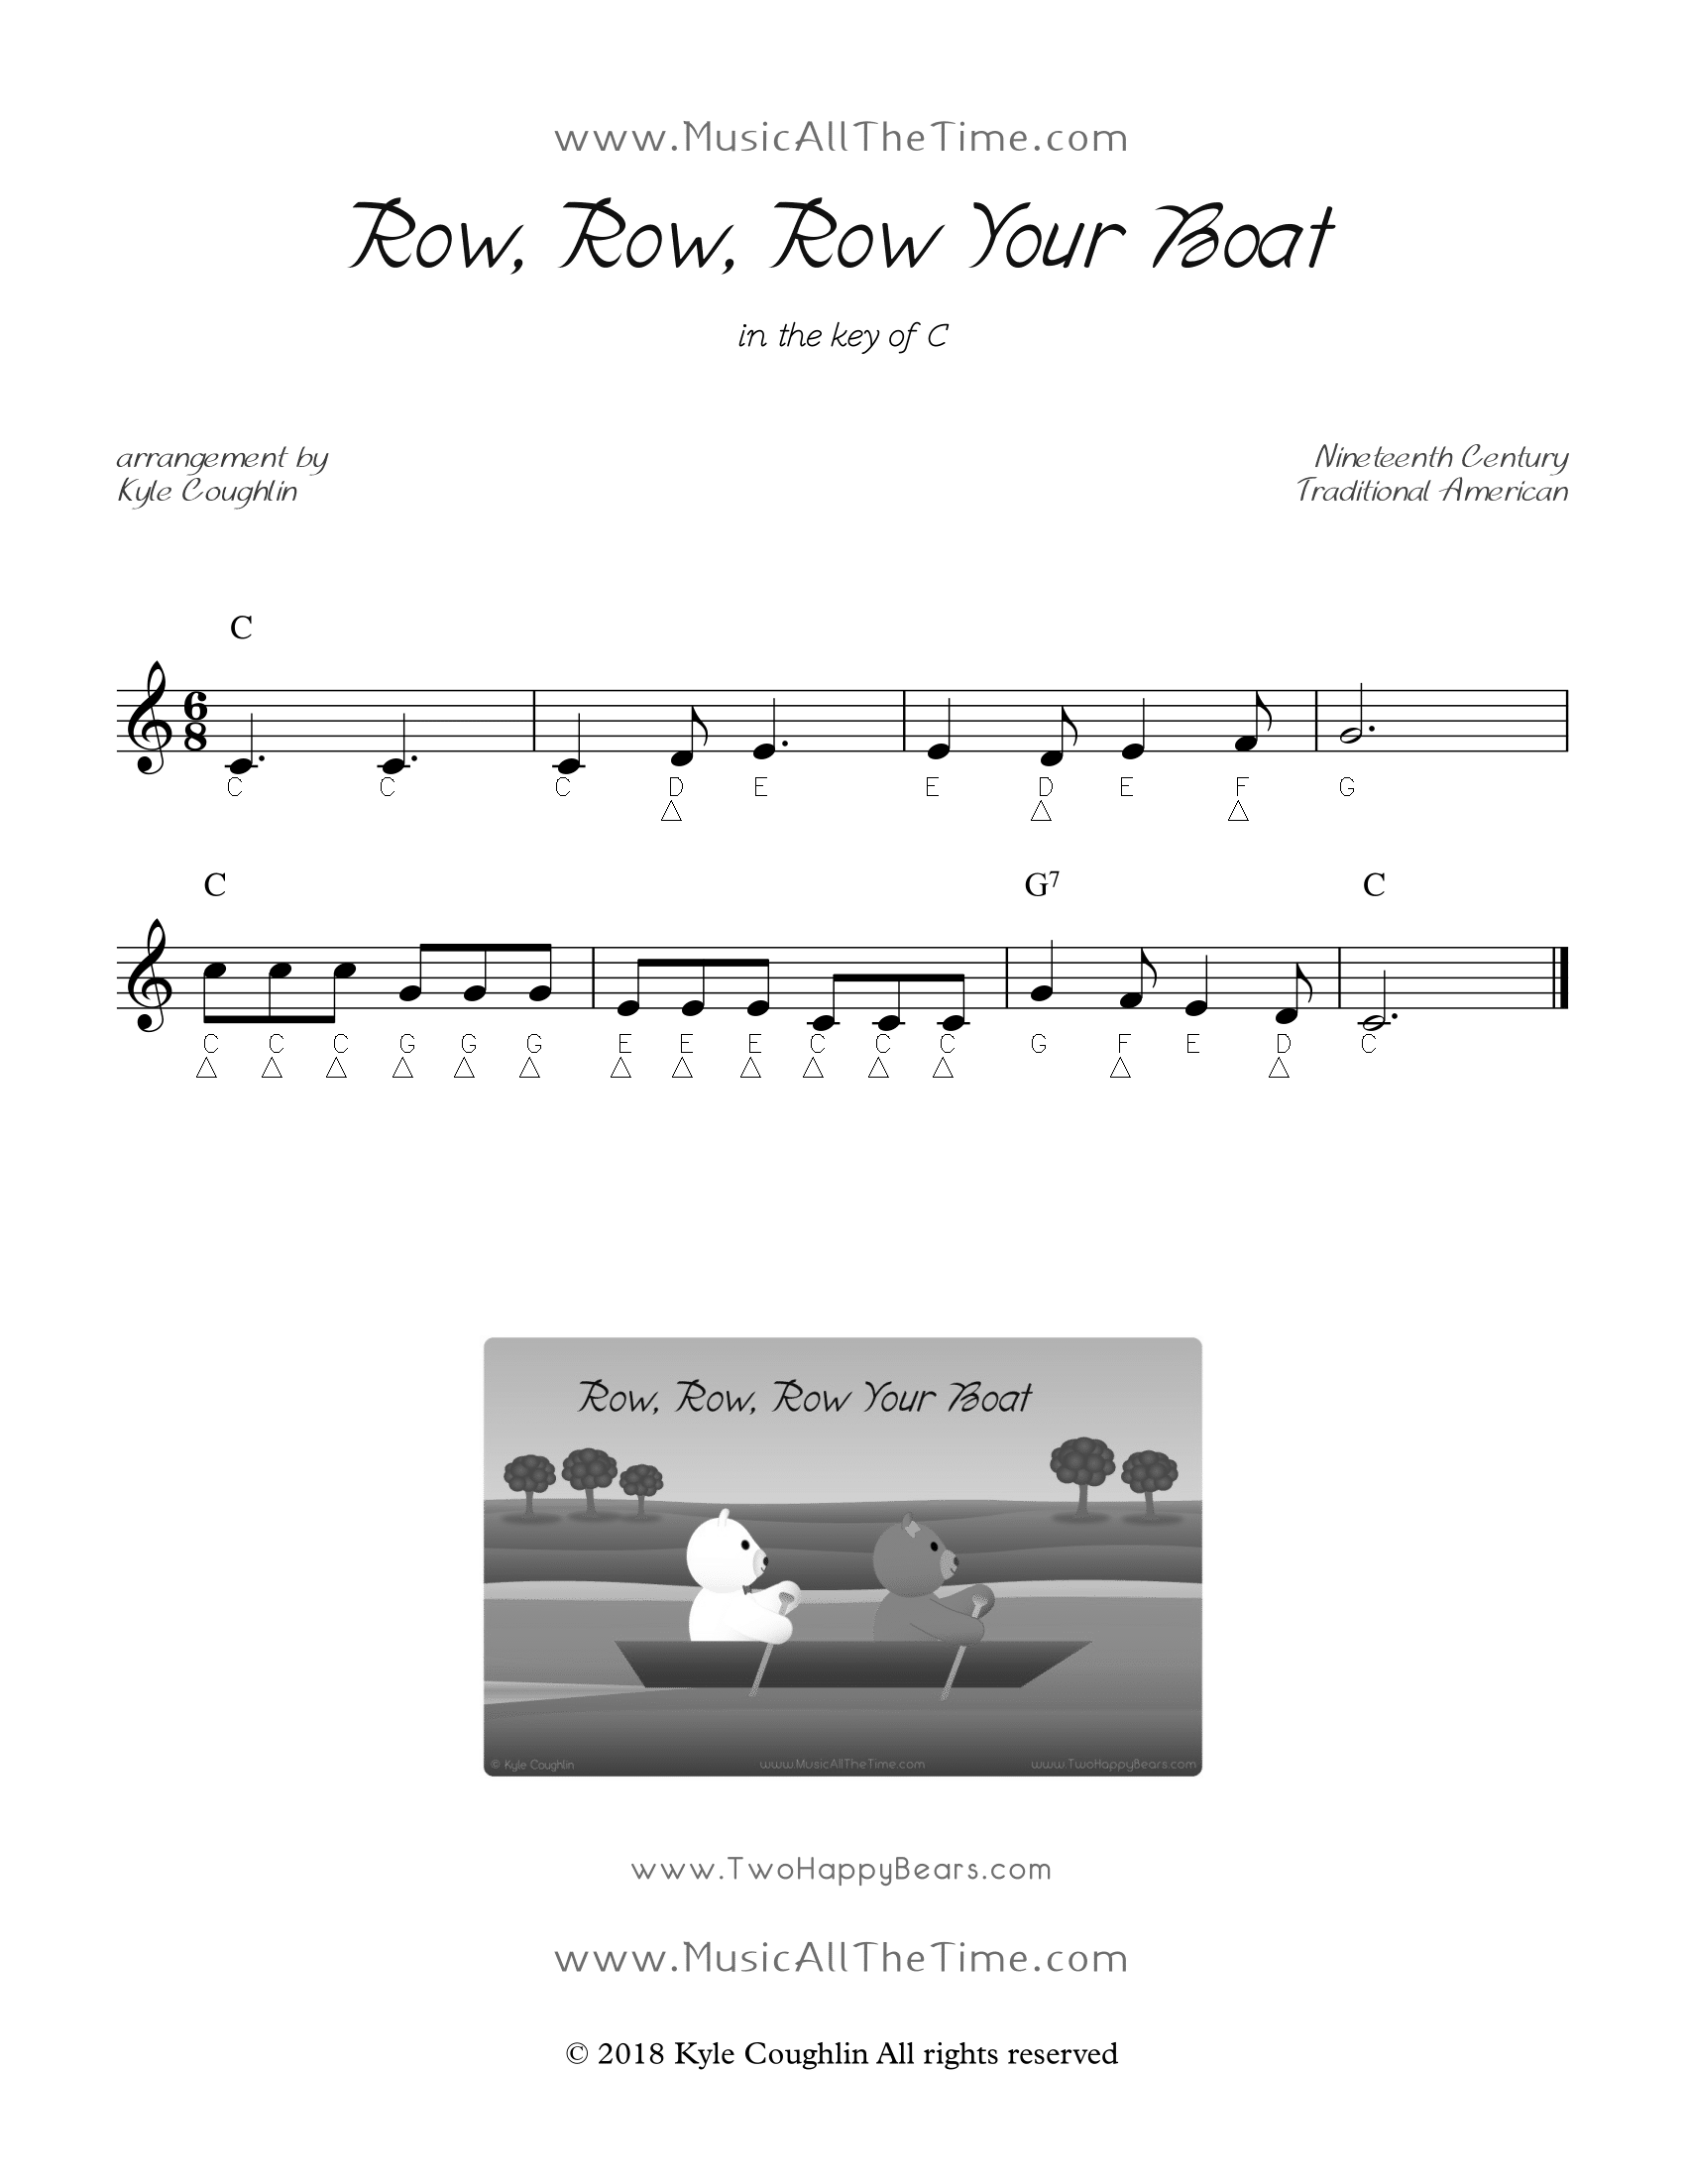 www.MusicAllTheTime.com
Row, Row, Row Your Boat
in the key of C
arrangement by
Kyle Coughlin
Nineteenth Century
Traditional American
C
6
8
C C C D E E D E F G
C G7 C
C C C G G G E E E C C C G F E D C
Row, Row, Row Your Boat
© Kyle Coughlin www.MusicAllTheTime.com www.TwoHappyBears.com
www.TwoHappyBears.com
www.MusicAllTheTime.com
© 2018 Kyle Coughlin All rights reserved